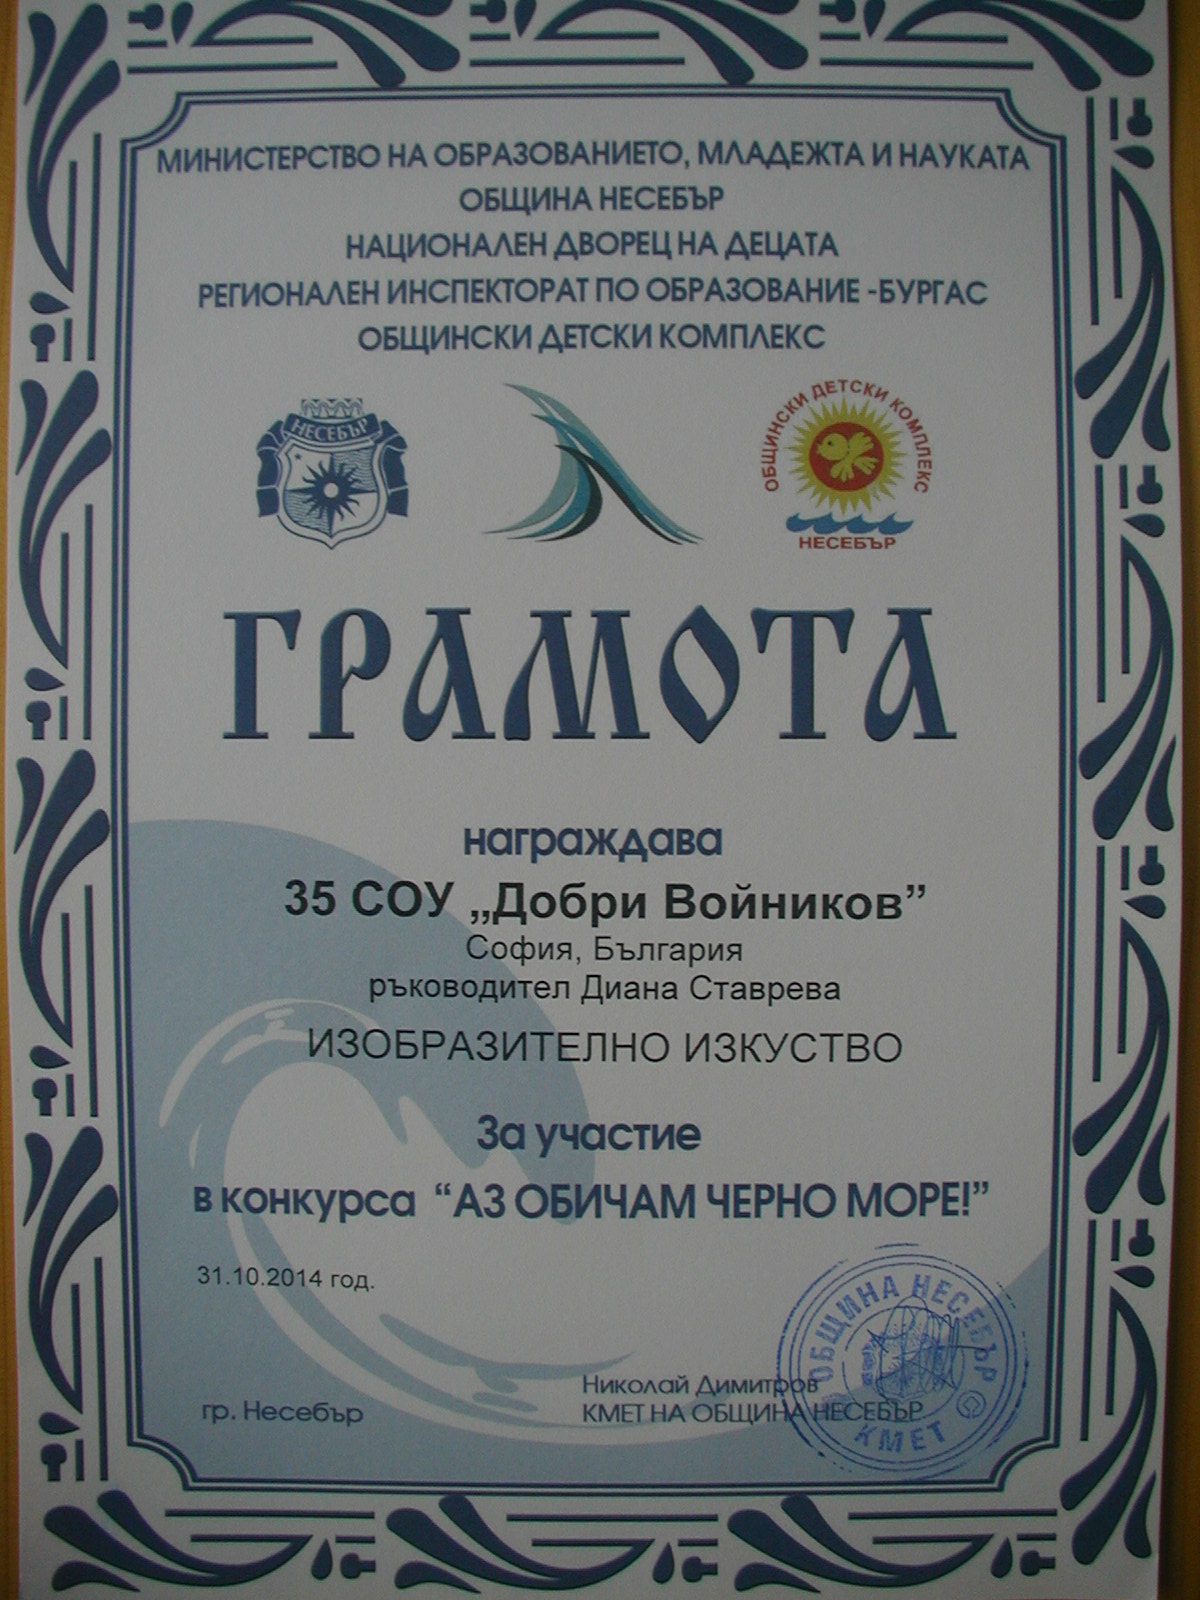 МИНИСТЕРСТВО НА ОБРАЗОВАНИЕТО, МЛАДЕЖТА И НАУКАТА
ОБЩИНА НЕСЕБЪР
НАЦИОНАЛЕН ДВОРЕЦ НА ДЕЦАТА
РЕГИОНАЛЕН ИНСПЕКТОРАТ ПО ОБРАЗОВАНИЕ -БУРГАС
ОБЩИНСКИ ДЕТСКИ КОМПЛЕКС
НЕСЕБЪР
ОБЩИНСКИ ДЕТСКИ КОМПЛЕКС
НЕСЕБЪР
ГРАМОТА
награждава
35 СОУ „Добри Войников”
София, България
ръководител Диана Ставрева
ИЗОБРАЗИТЕЛНО ИЗКУСТВО
За участие
в конкурса “АЗ ОБИЧАМ ЧЕРНО МОРЕ!”
31.10.2014 год.
ОБЩИНА НЕСЕБЪР
КМЕТ
Николай Димитров
гр. Несебър
КМЕТ НА ОБЩИНА НЕСЕБЪР